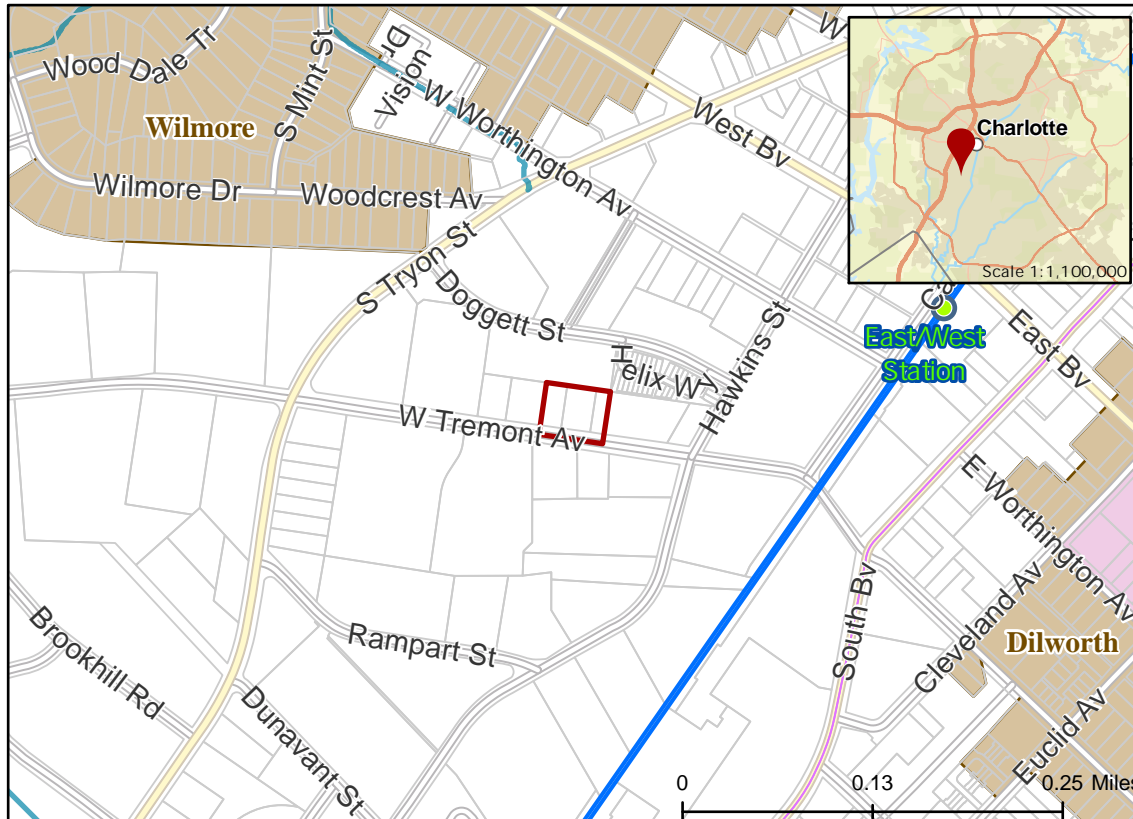 Wood Dale Tr
S Mint St
Vision
Dr
W
W Worthington Av
West Bv
Wilmore
Wilmore Dr
Woodcrest Av
S Tryon St
Charlotte
Scale 1:1,100,000
Ca
Doggett St
Helix Wy
Hawkins St
East/West
Station
East Bv
W Tremont Av
E Worthington Av
Rampart St
South Bv
Cleveland Av
Dilworth
Brookhill Rd
Dunavant St
Euclid Av
0
0.13
0.25 Miles